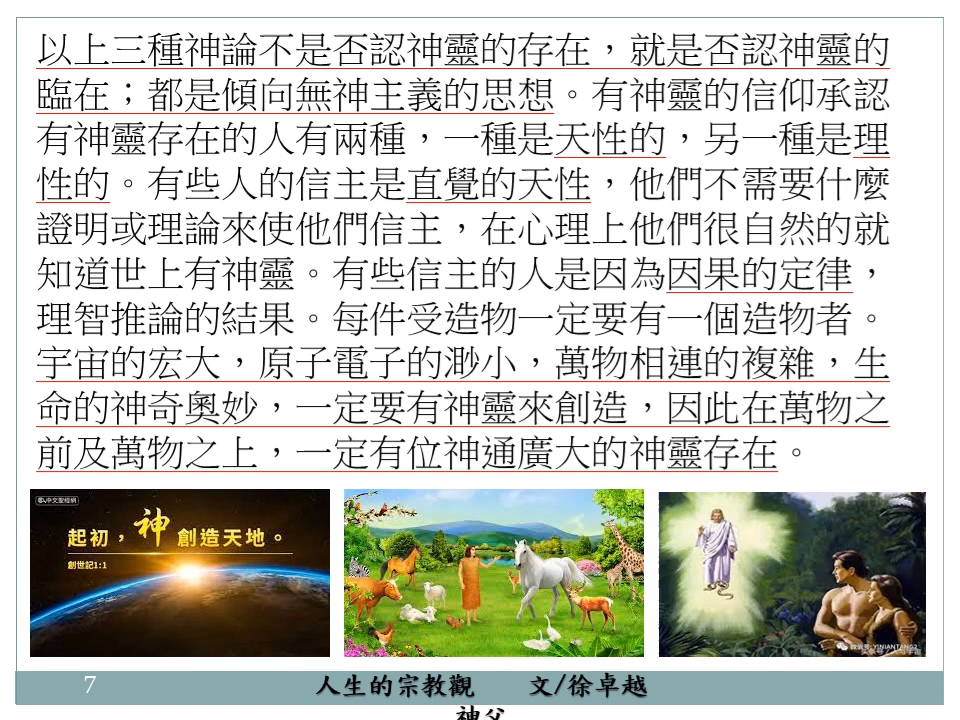 以上三種神論不是否認神靈的存在，就是否認神靈的
臨在；都是傾向無神主義的思想。有神靈的信仰承認
有神靈存在的人有兩種，一種是天性的，另一種是理
性的。有些人的信主是直覺的天性，他們不需要什麼
證明或理論來使他們信主，在心理上他們很自然的就
知道世上有神靈。有些信主的人是因為因果的定律，
理智推論的結果。每件受造物一定要有一個造物者。
宇宙的宏大，原子電子的渺小，萬物相連的複雜，生
命的神奇奧妙，一定要有神靈來創造，因此在萬物之
前及萬物之上，一定有位神通廣大的神靈存在。
中文聖經網
起初，神創造天地。
創世記1:1
7
人生的宗教觀 文/徐卓越
神父